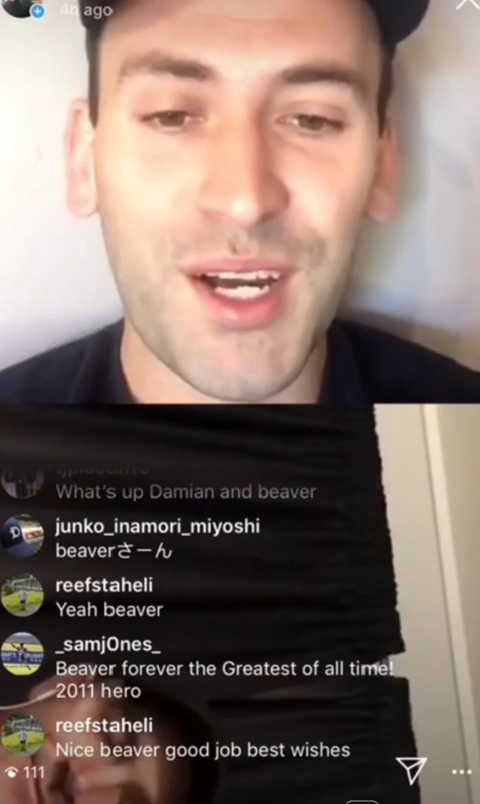 4h ago
What's up Damian and beaver
junko_inamori_miyoshi
beaverさーん
reefstaheli
Yeah beaver
_samj0nes_
Beaver forever the Greatest of all time!
2011 hero
reefstaheli
Nice beaver good job best wishes
111